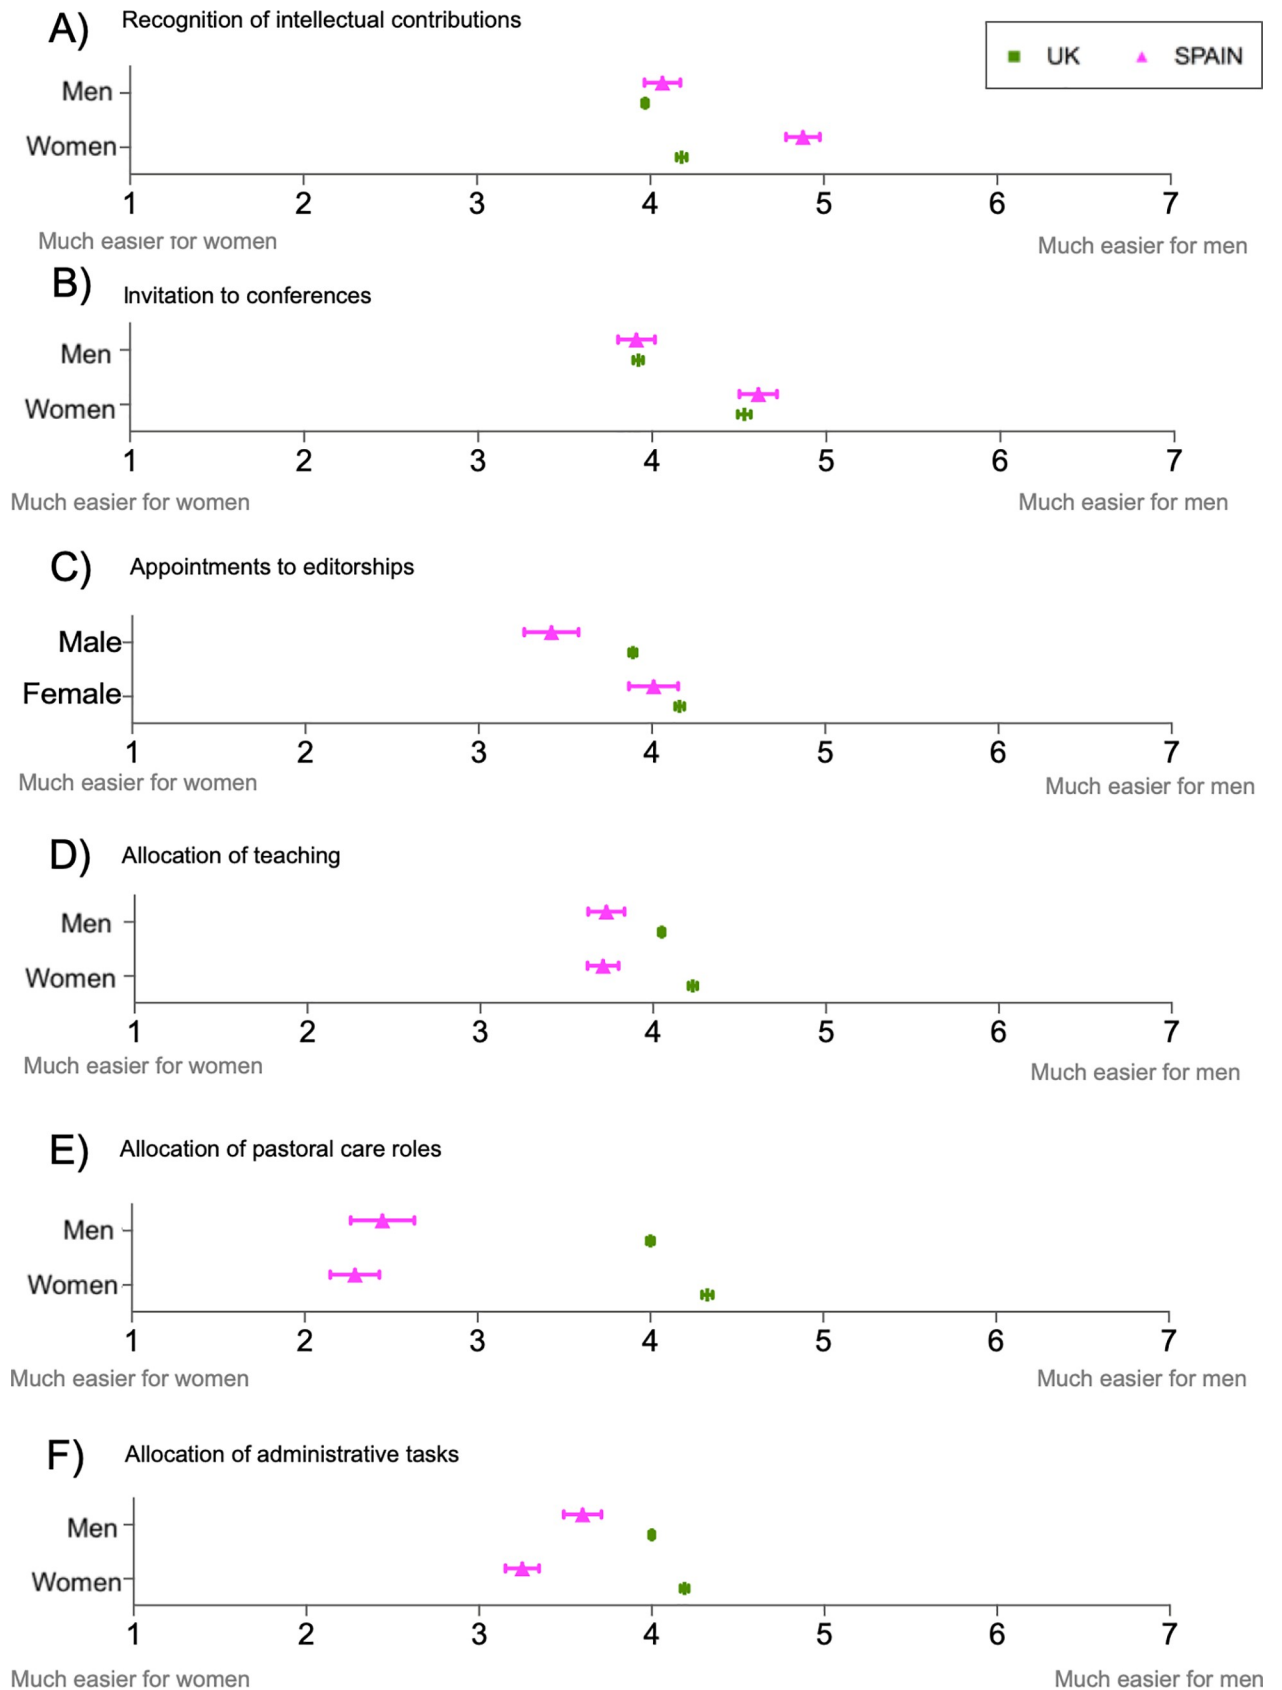 A) Recognition of intellectual contributions
UK SPAIN
Men
Women
1 2 3 4 5 6 7
Much easier for women Much easier for men
B) Invitation to conferences
Men
Women
1 2 3 4 5 6 7
Much easier for women Much easier for men
C) Appointments to editorships
Male
Female
1 2 3 4 5 6 7
Much easier for women Much easier for men
D) Allocation of teaching
Men
Women
1 2 3 4 5 6 7
Much easier for women Much easier for men
E) Allocation of pastoral care roles
Men
Women
1 2 3 4 5 6 7
Much easier for women Much easier for men
F) Allocation of administrative tasks
Men
Women
1 2 3 4 5 6 7
Much easier for women Much easier for men